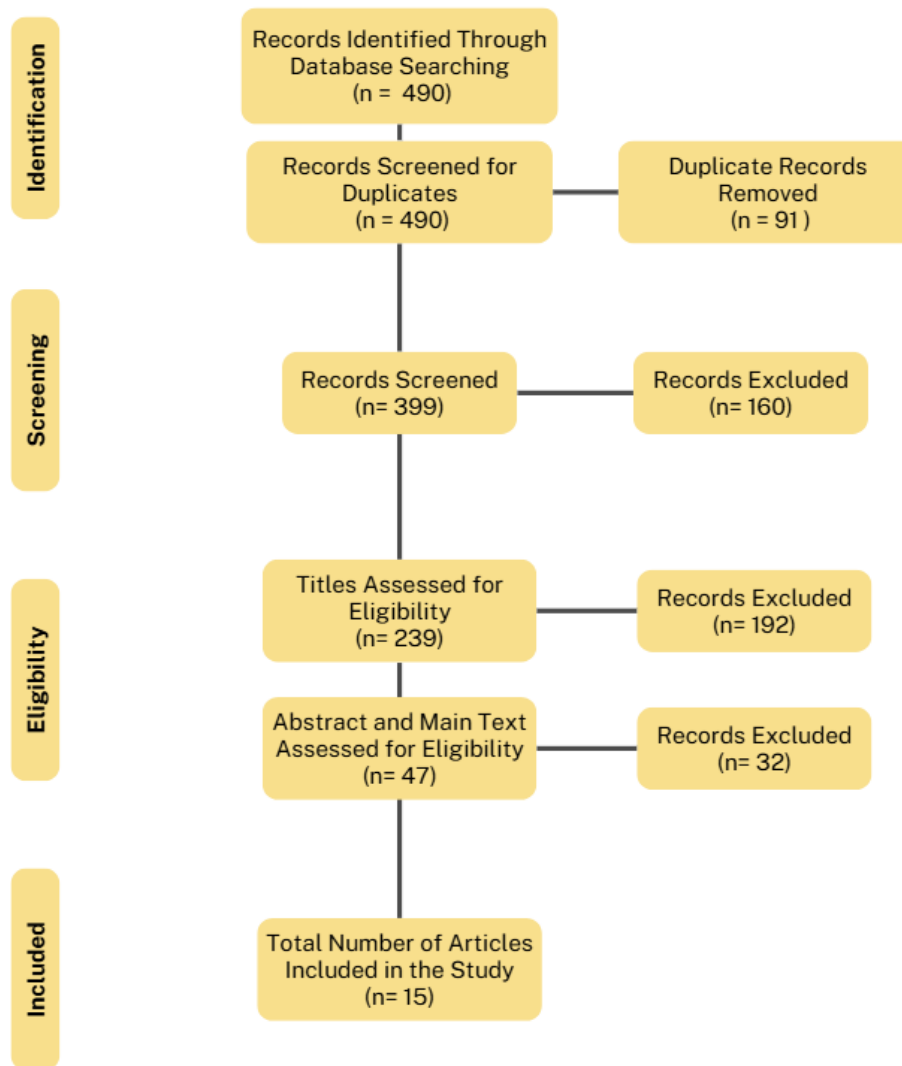 Identification
Records Identified Through
Database Searching
(n =  490)
Records Screened for
Duplicates
(n = 490)
Duplicate Records
Removed
(n = 91 )
Screening
Records Screened
(n= 399)
Records Excluded
(n= 160)
Eligibility
Titles Assessed for
Eligibility
(n= 239)
Records Excluded
(n= 192)
Abstract and Main Text
Assessed for Eligibility
(n= 47)
Records Excluded
(n= 32)
Included
Total Number of Articles
Included in the Study
(n= 15)